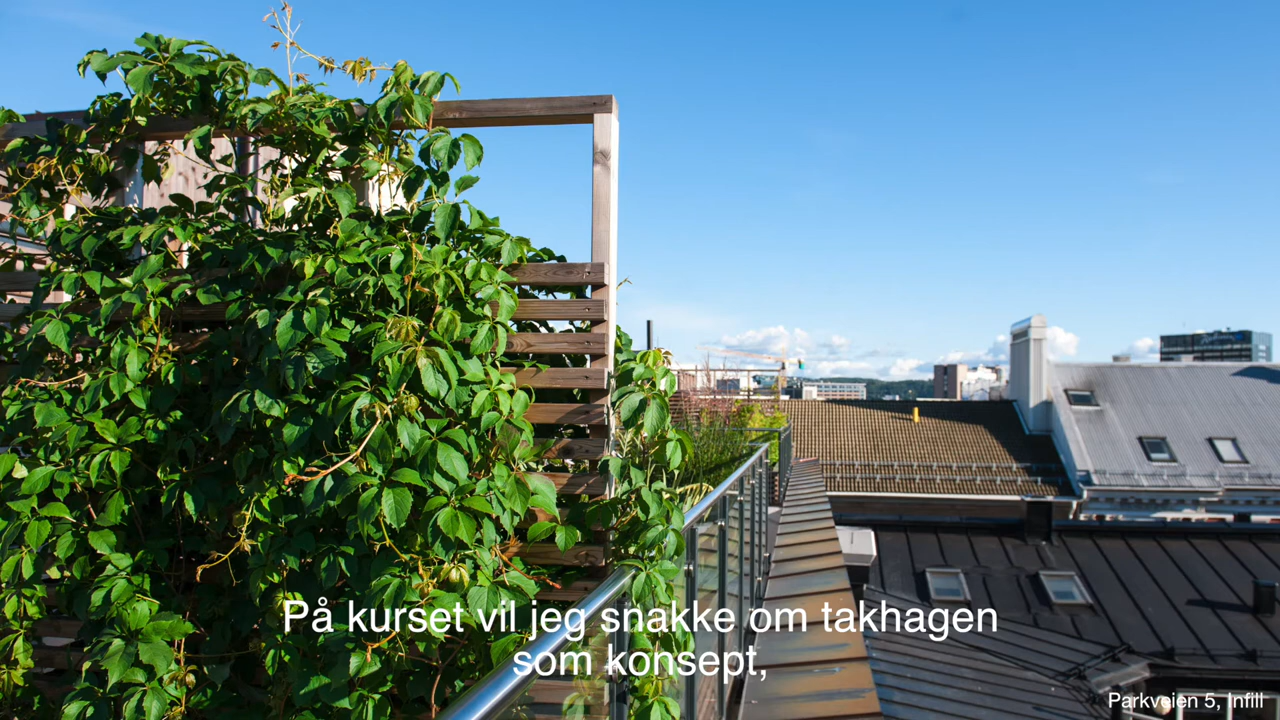 På kurset vil jeg snakke om takhagen
som konsept,
Parkveien 5, Infill